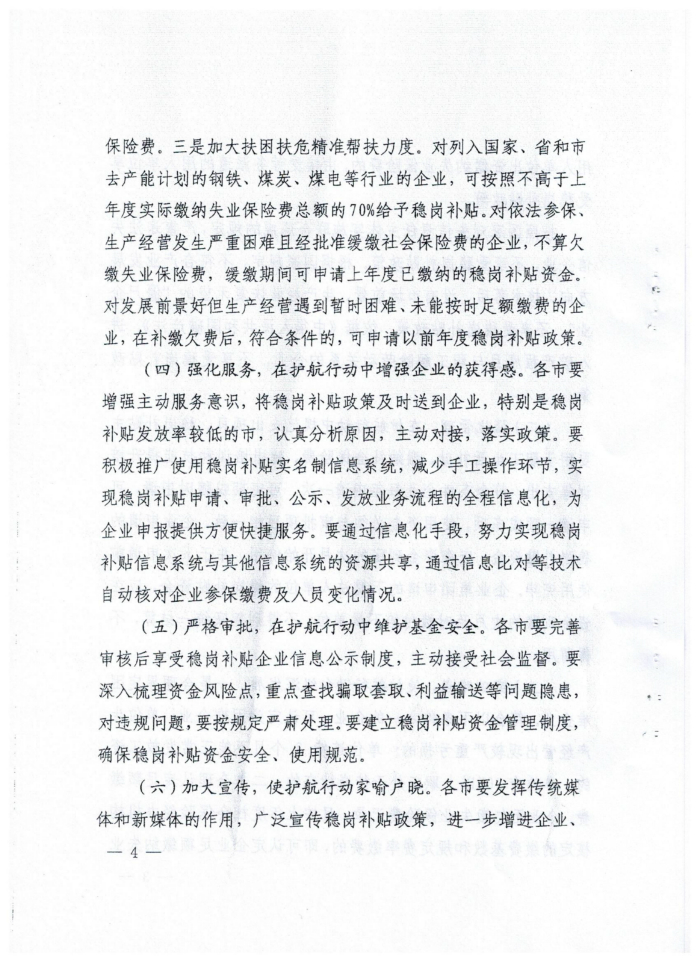 保险费。三是加大扶困扶危精准帮扶力度。对列入国家、省和市
去产能计划的钢铁、煤炭、煤电等行业的企业，可按照不高于上
年度实际缴纳失业保险费总额的70%给予稳岗补贴。对依法参保、
生产经营发生严重困难且经批准缓缴社会保险费的企业，不算欠
缴失业保险费，缓缴期间可申请上年度已缴纳的稳岗补贴资金。
对发展前景好但生产经营遇到暂时困难、未能按时足额缴费的企
业，在补缴欠费后，符合条件的，可申请以前年度稳岗补贴政策。
（四）强化服务，在护航行动中增强企业的获得感。各市要
增强主动服务意识，将稳岗补贴政策及时送到企业，特别是稳岗
补贴发放率较低的市，认真分析原因，主动对接，落实政策。要
积极推广使用稳岗补贴实名制信息系统，减少手工操作环节，实
现稳岗补贴申请、审批、公示、发放业务流程的全程信息化，为
企业申报提供方便快捷服务。要通过信息化手段，努力实现稳岗
补贴信息系统与其他信息系统的资源共享，通过信息比对等技术
自动核对企业参保缴费及人员变化情况。
（五）严格审批，在护航行动中维护基金安全。各市要完善
审核后享受稳岗补贴企业信息公示制度，主动接受社会监督。要
深入梳理资金风险点，重点查找骗取套取、利益输送等问题隐患，
对违规问题，要按规定严肃处理。要建立稳岗补贴资金管理制度，
确保稳岗补贴资金安全、使用规范。
（六）加大宣传，使护航行动家喻户晓。各市要发挥传统媒
体和新媒体的作用，广泛宣传稳岗补贴政策，进一步增进企业、
— 4 —